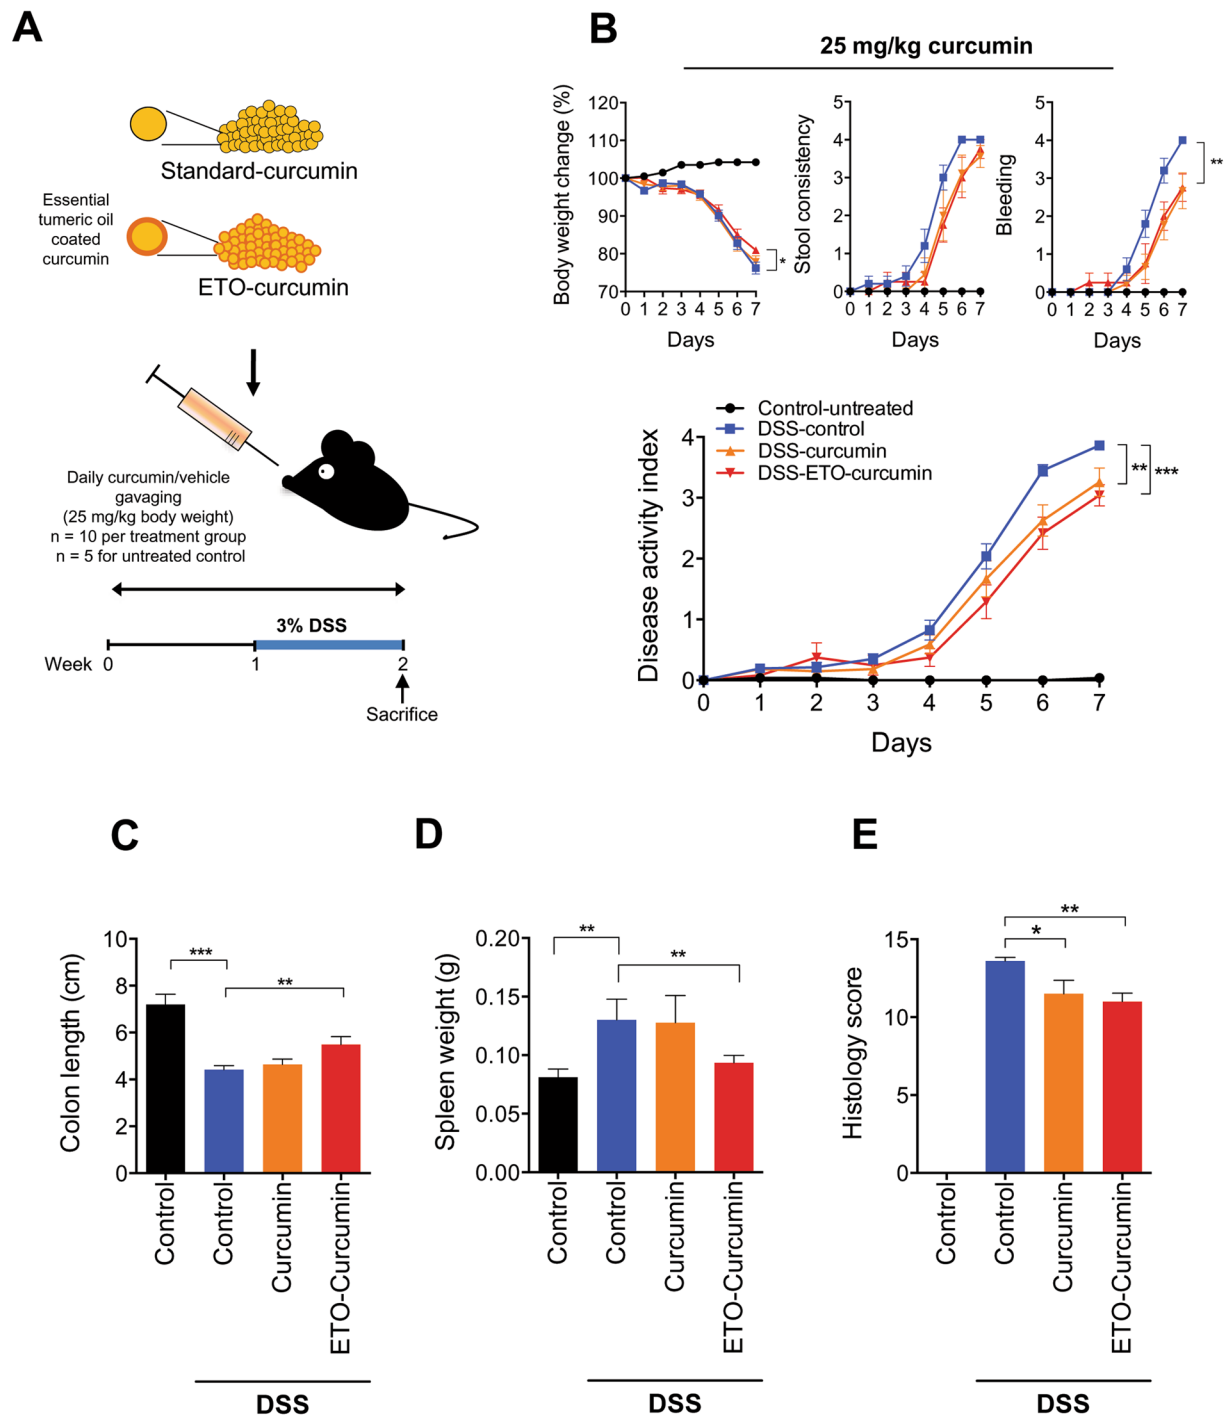 A
Standard-curcumin
Essential
tumeric oil
coated
curcumin
ETO-curcumin
Daily curcumin/vehicle
gavaging
(25 mg/kg body weight)
n = 10 per treatment group
n = 5 for untreated control
3% DSS
Week 0 1 2
Sacrifice
B
25 mg/kg curcumin
Body weight change (%)
120
110
100
90
80
70
0 1 2 3 4 5 6 7
Days
*
Stool consistency
5
4
3
2
1
0
0 1 2 3 4 5 6 7
Days
Bleeding
5
4
3
2
1
0
0 1 2 3 4 5 6 7
Days
**
Control-untreated
DSS-control
DSS-curcumin
DSS-ETO-curcumin
Disease activity index
4
3
2
1
0
0 1 2 3 4 5 6 7
Days
** ***
C
Colon length (cm)
10
8
6
4
2
0
***
**
Control
Control
Curcumin
ETO-Curcumin
DSS
D
Spleen weight (g)
0.20
0.15
0.10
0.05
0.00
**
**
Control
Control
Curcumin
ETO-Curcumin
DSS
E
Histology score
15
10
5
0
**
*
Control
Control
Curcumin
ETO-Curcumin
DSS